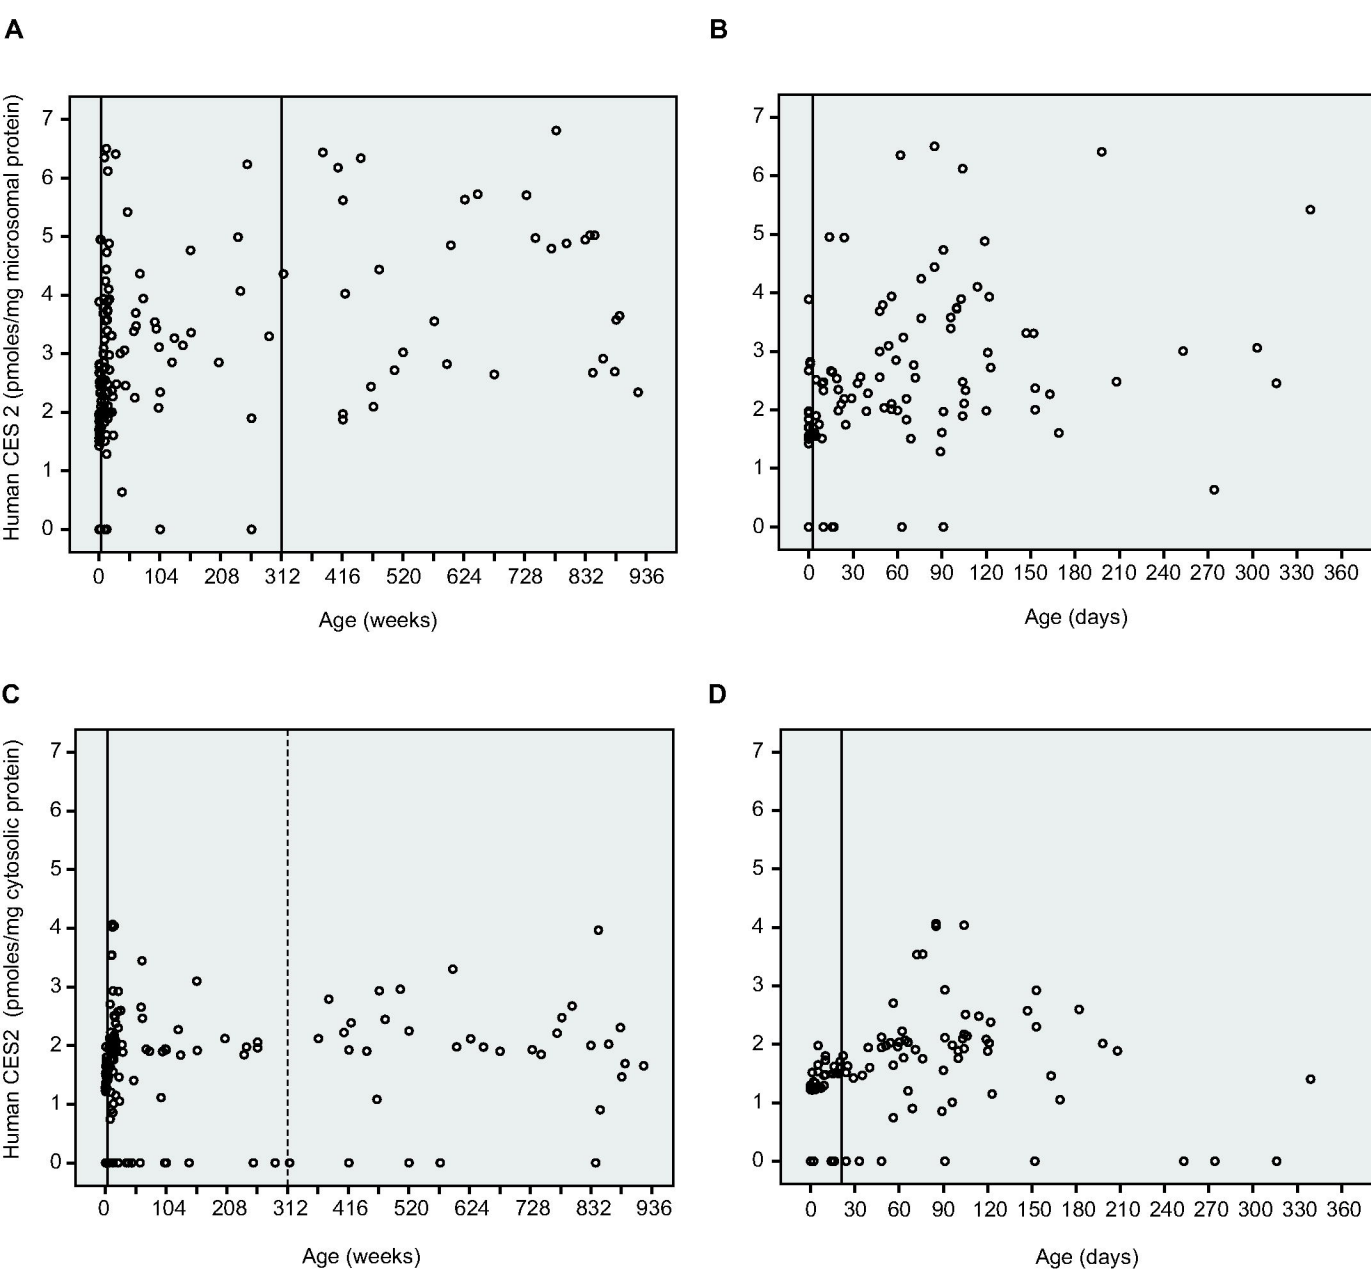 A
B
Human CES 2 (pmoles/mg microsomal protein)
7
6
5
4
3
2
1
0
0 104 208 312 416 520 624 728 832 936
Age (weeks)
7
6
5
4
3
2
1
0
0 30 60 90 120 150 180 210 240 270 300 330 360
Age (days)
C
D
Human CES2 (pmoles/mg cytosolic protein)
7
6
5
4
3
2
1
0
0 104 208 312 416 520 624 728 832 936
Age (weeks)
7
6
5
4
3
2
1
0
0 30 60 90 120 150 180 210 240 270 300 330 360
Age (days)